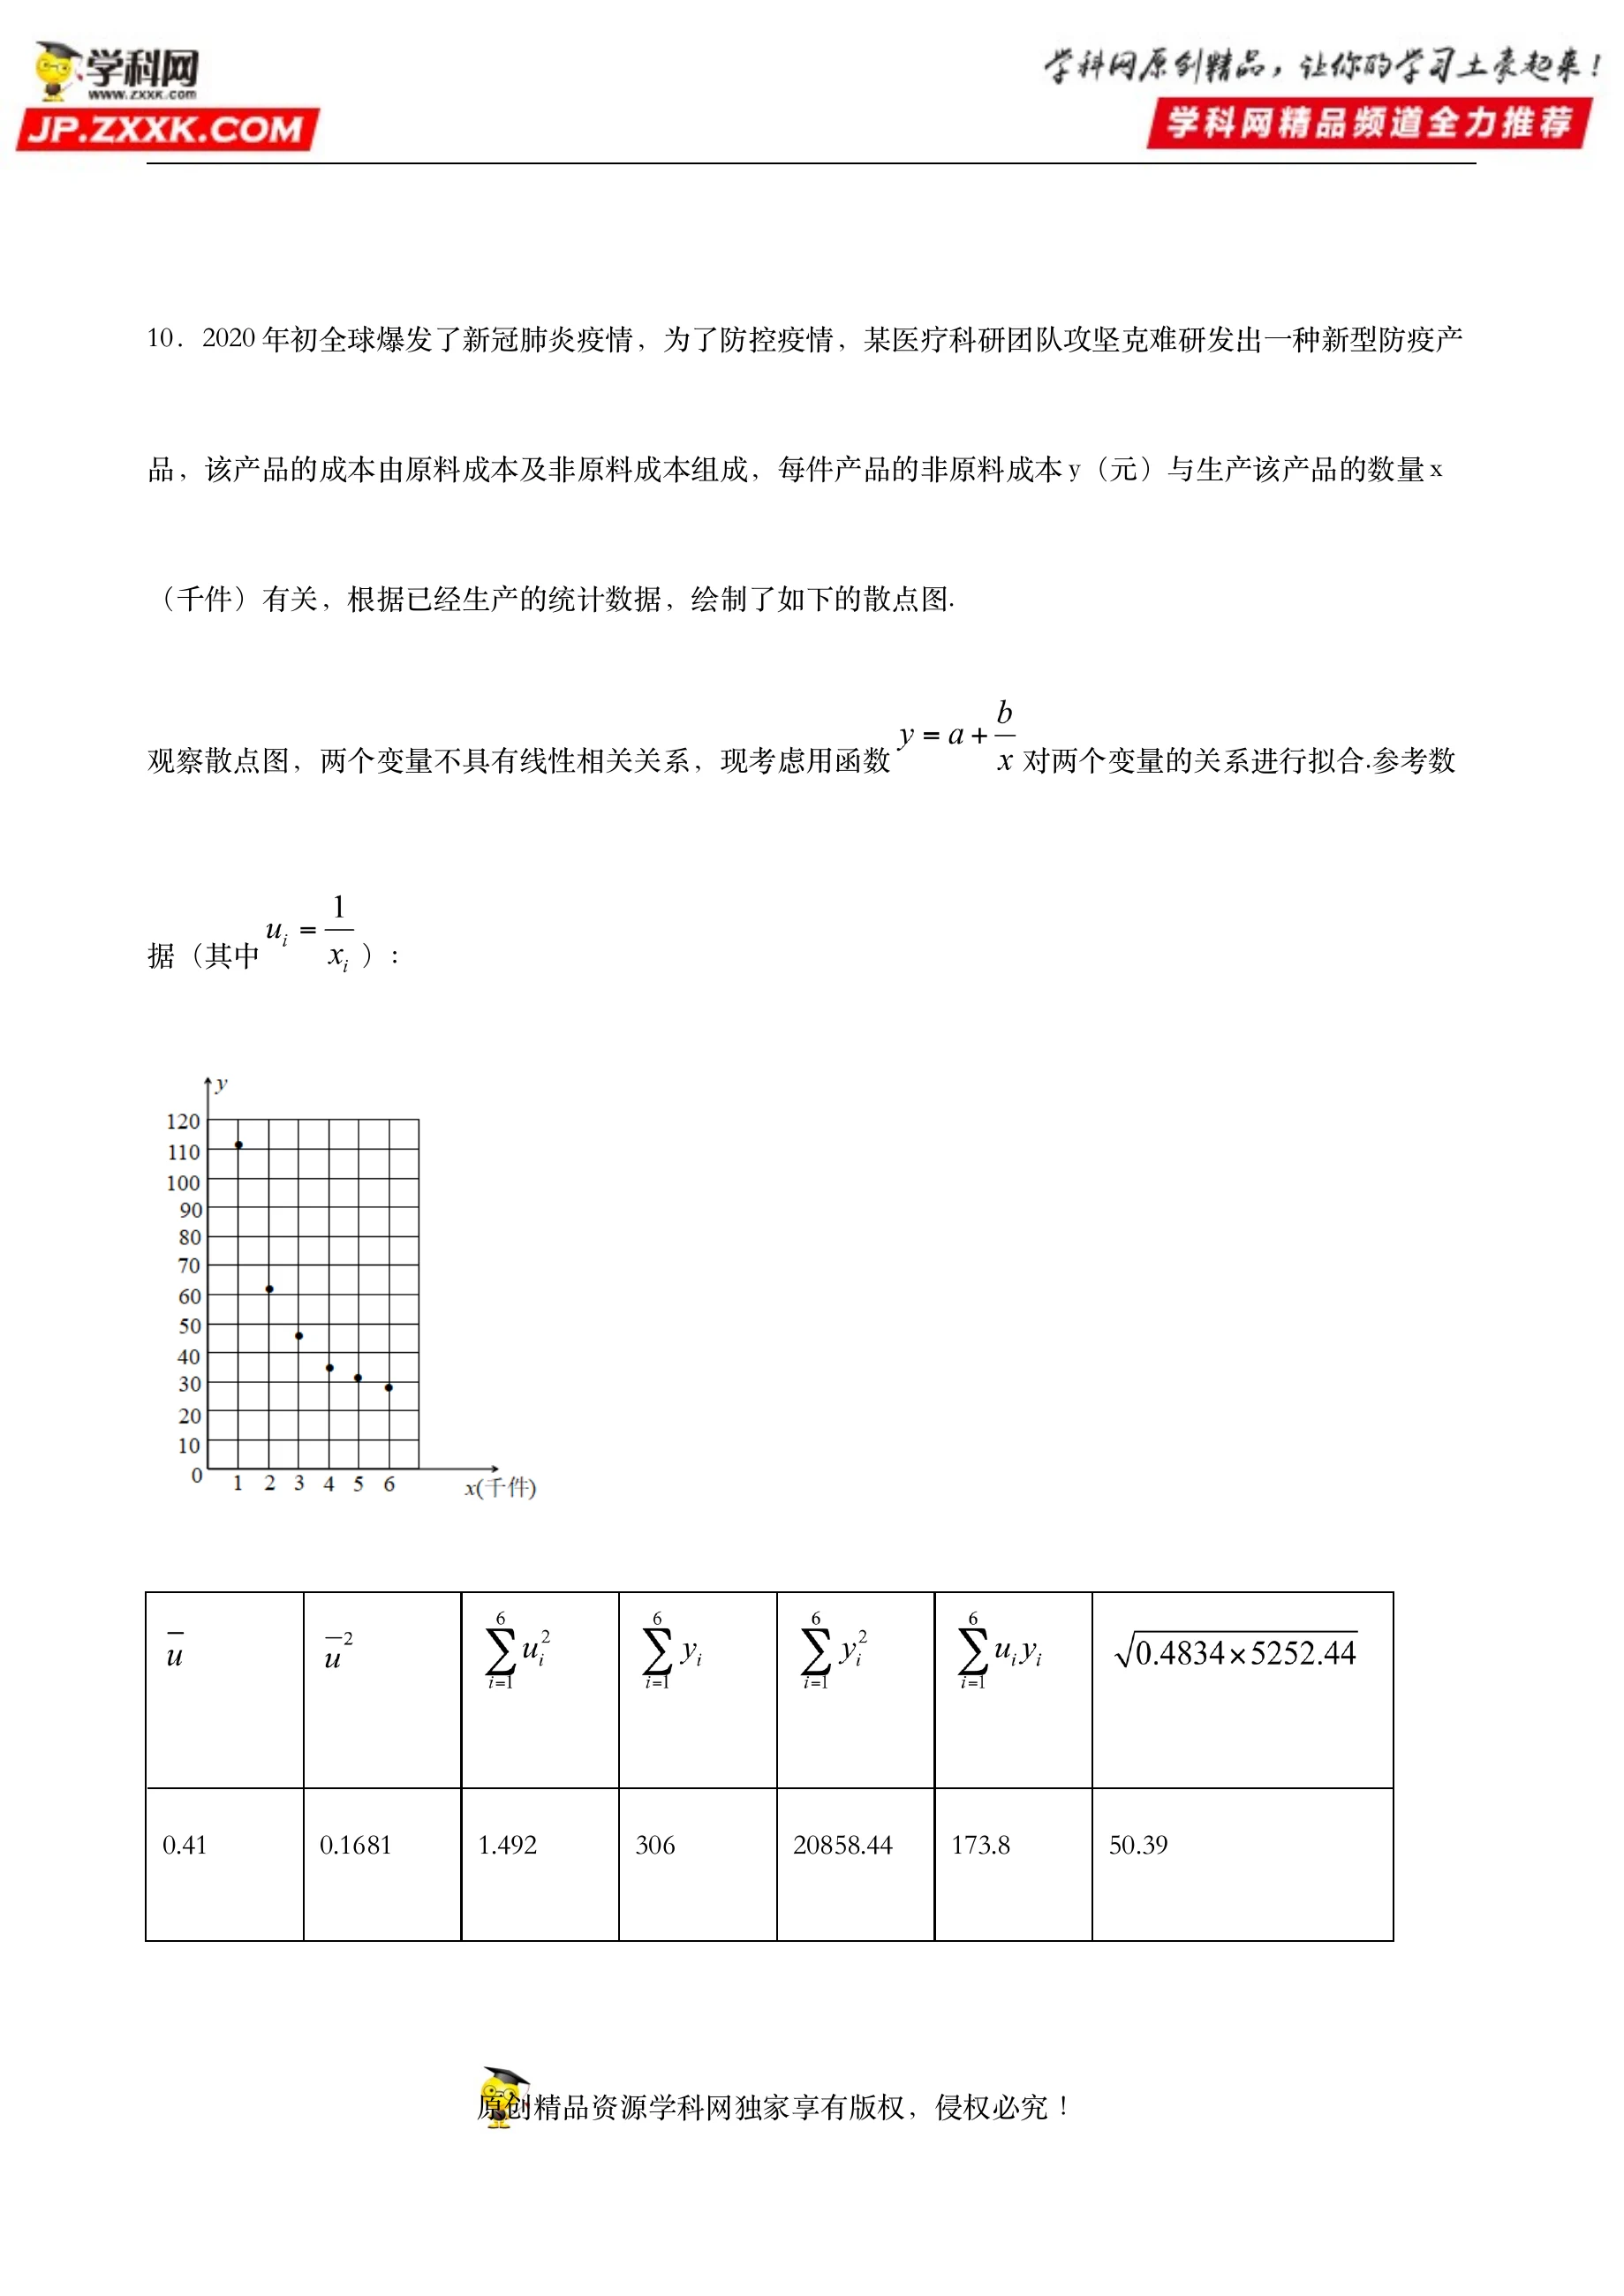 学科网
www.zxxk.com
JP.ZXXK.COM
学科网原创精品，让你的学习土豪起来！
学科网精品频道全力推荐
10．2020 年初全球爆发了新冠肺炎疫情，为了防控疫情，某医疗科研团队攻坚克难研发出一种新型防疫产
品，该产品的成本由原料成本及非原料成本组成，每件产品的非原料成本 y（元）与生产该产品的数量 x
（千件）有关，根据已经生产的统计数据，绘制了如下的散点图.
观察散点图，两个变量不具有线性相关关系，现考虑用函数 y = a + b/x 对两个变量的关系进行拟合.参考数
据（其中 u_i = 1/x_i ）：
y
120
110
100
90
80
70
60
50
40
30
20
10
0 1 2 3 4 5 6 x(千件)
u̅ u̅² ∑_{i=1}^{6} u_i² ∑_{i=1}^{6} y_i ∑_{i=1}^{6} y_i² ∑_{i=1}^{6} u_i y_i √0.4834×5252.44
0.41 0.1681 1.492 306 20858.44 173.8 50.39
原创精品资源学科网独家享有版权，侵权必究！